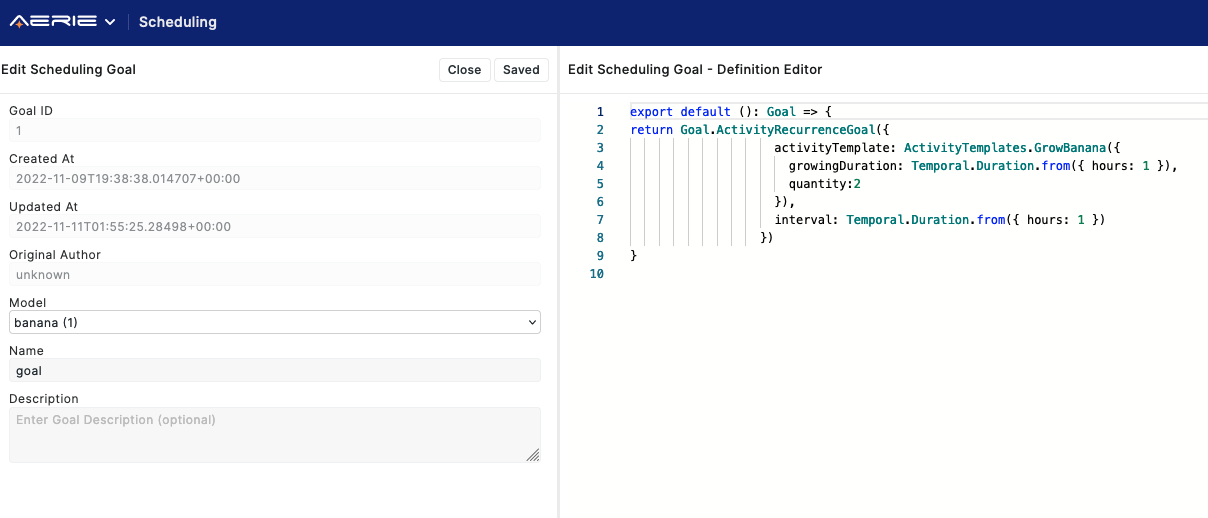 AERIE
Scheduling
Edit Scheduling Goal
Close
Saved
Goal ID
1
Created At
2022-11-09T19:38:38.014707+00:00
Updated At
2022-11-11T01:55:25.28498+00:00
Original Author
unknown
Model
banana (1)
Name
goal
Description
Enter Goal Description (optional)
Edit Scheduling Goal - Definition Editor
1 export default (): Goal => {
2 return Goal.ActivityRecurrenceGoal({
3 activityTemplate: ActivityTemplates.GrowBanana({
4 growingDuration: Temporal.Duration.from({ hours: 1 }),
5 quantity:2
6 }),
7 interval: Temporal.Duration.from({ hours: 1 })
8 })
9 }
10